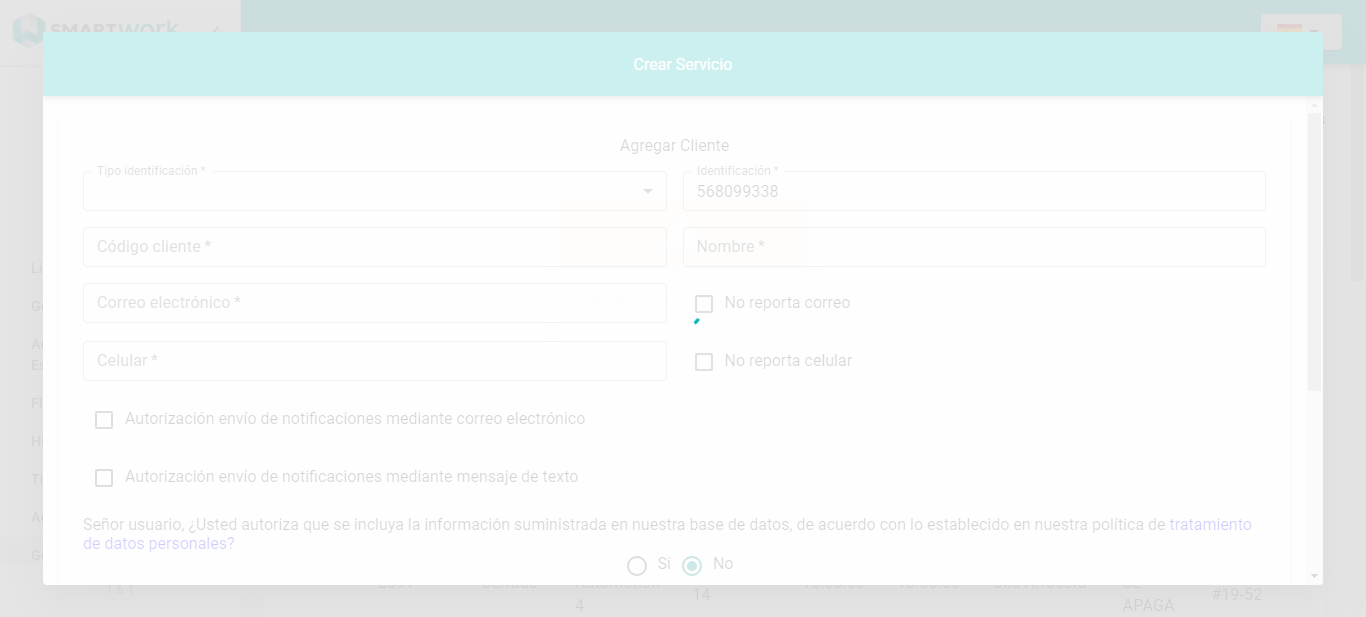 SMARTWORK
Crear Servicio
Agregar Cliente
Tipo identificación *
Identificación *
568099338
Código cliente *
Nombre *
Correo electrónico *
No reporta correo
Celular *
No reporta celular
Autorización envío de notificaciones mediante correo electrónico
Autorización envío de notificaciones mediante mensaje de texto
Señor usuario, ¿Usted autoriza que se incluya la información suministrada en nuestra base de datos, de acuerdo con lo establecido en nuestra política de tratamiento
de datos personales?
Si No
14
#19-52
4
APAGA